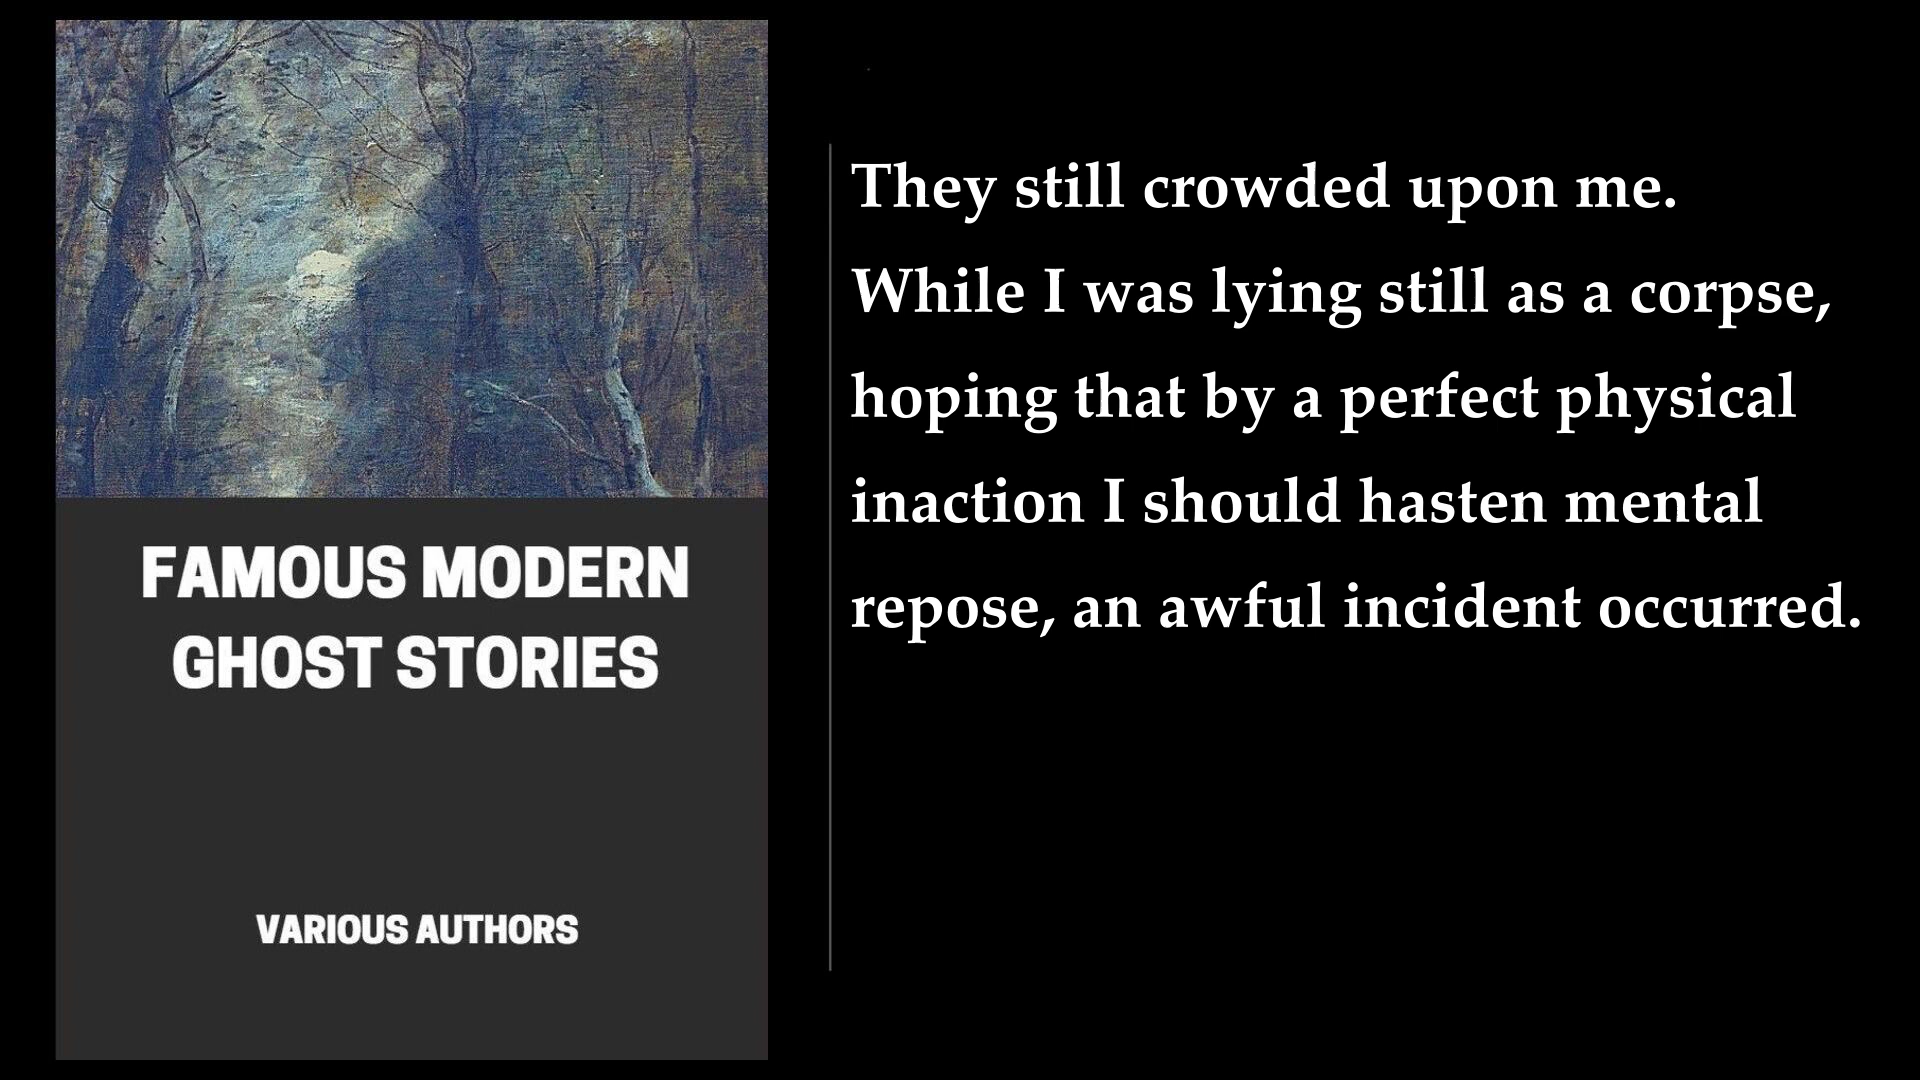 FAMOUS MODERN
GHOST STORIES
VARIOUS AUTHORS
They still crowded upon me.
While I was lying still as a corpse,
hoping that by a perfect physical
inaction I should hasten mental
repose, an awful incident occurred.